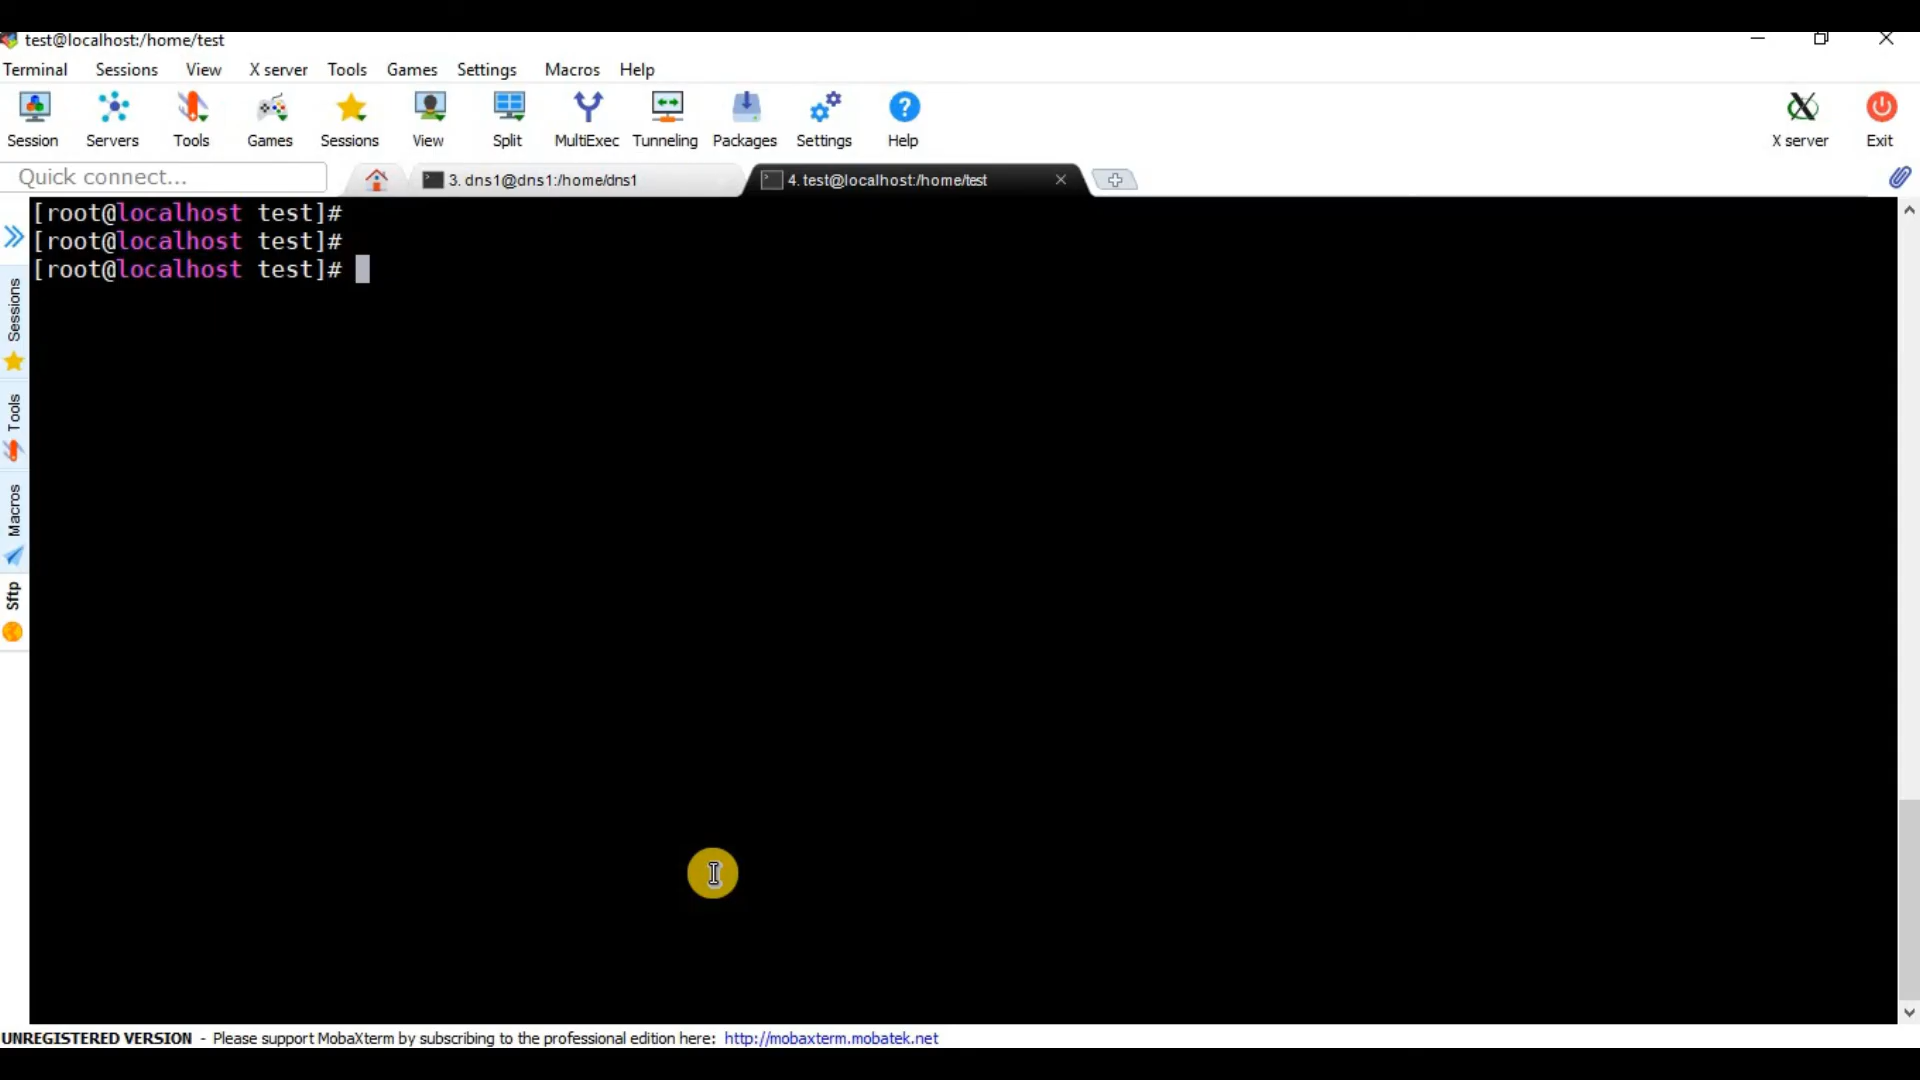 test@localhost:/home/test
Terminal Sessions View X server Tools Games Settings Macros Help
Session Servers Tools Games Sessions View Split MultiExec Tunneling Packages Settings Help X server Exit
Quick connect... 3. dns1@dns1:/home/dns1 4. test@localhost:/home/test
[root@localhost test]#
[root@localhost test]#
[root@localhost test]#
Sessions
Tools
Macros
Sftp
UNREGISTERED VERSION - Please support MobaXterm by subscribing to the professional edition here: http://mobaxterm.mobatek.net